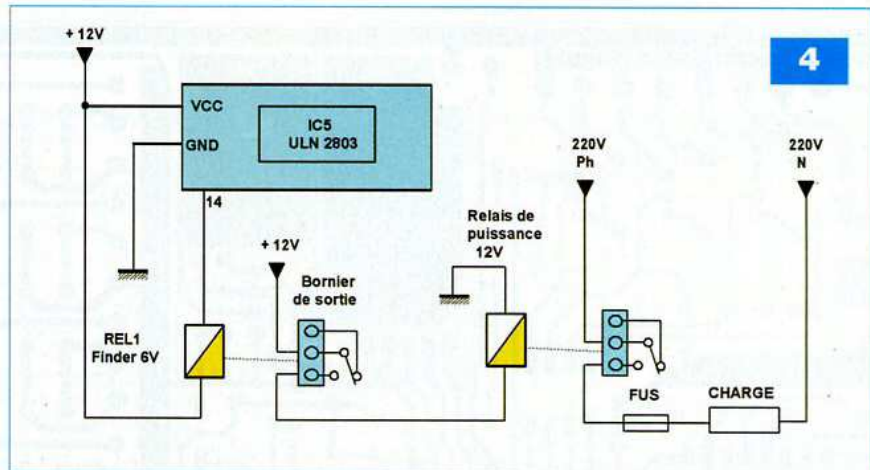 + 12V
4
VCC
IC5
ULN 2803
GND
220V
Ph
220V
N
14
Relais de
puissance
12V
+ 12V
Bornier
de sortie
REL1
Finder 6V
FUS
CHARGE